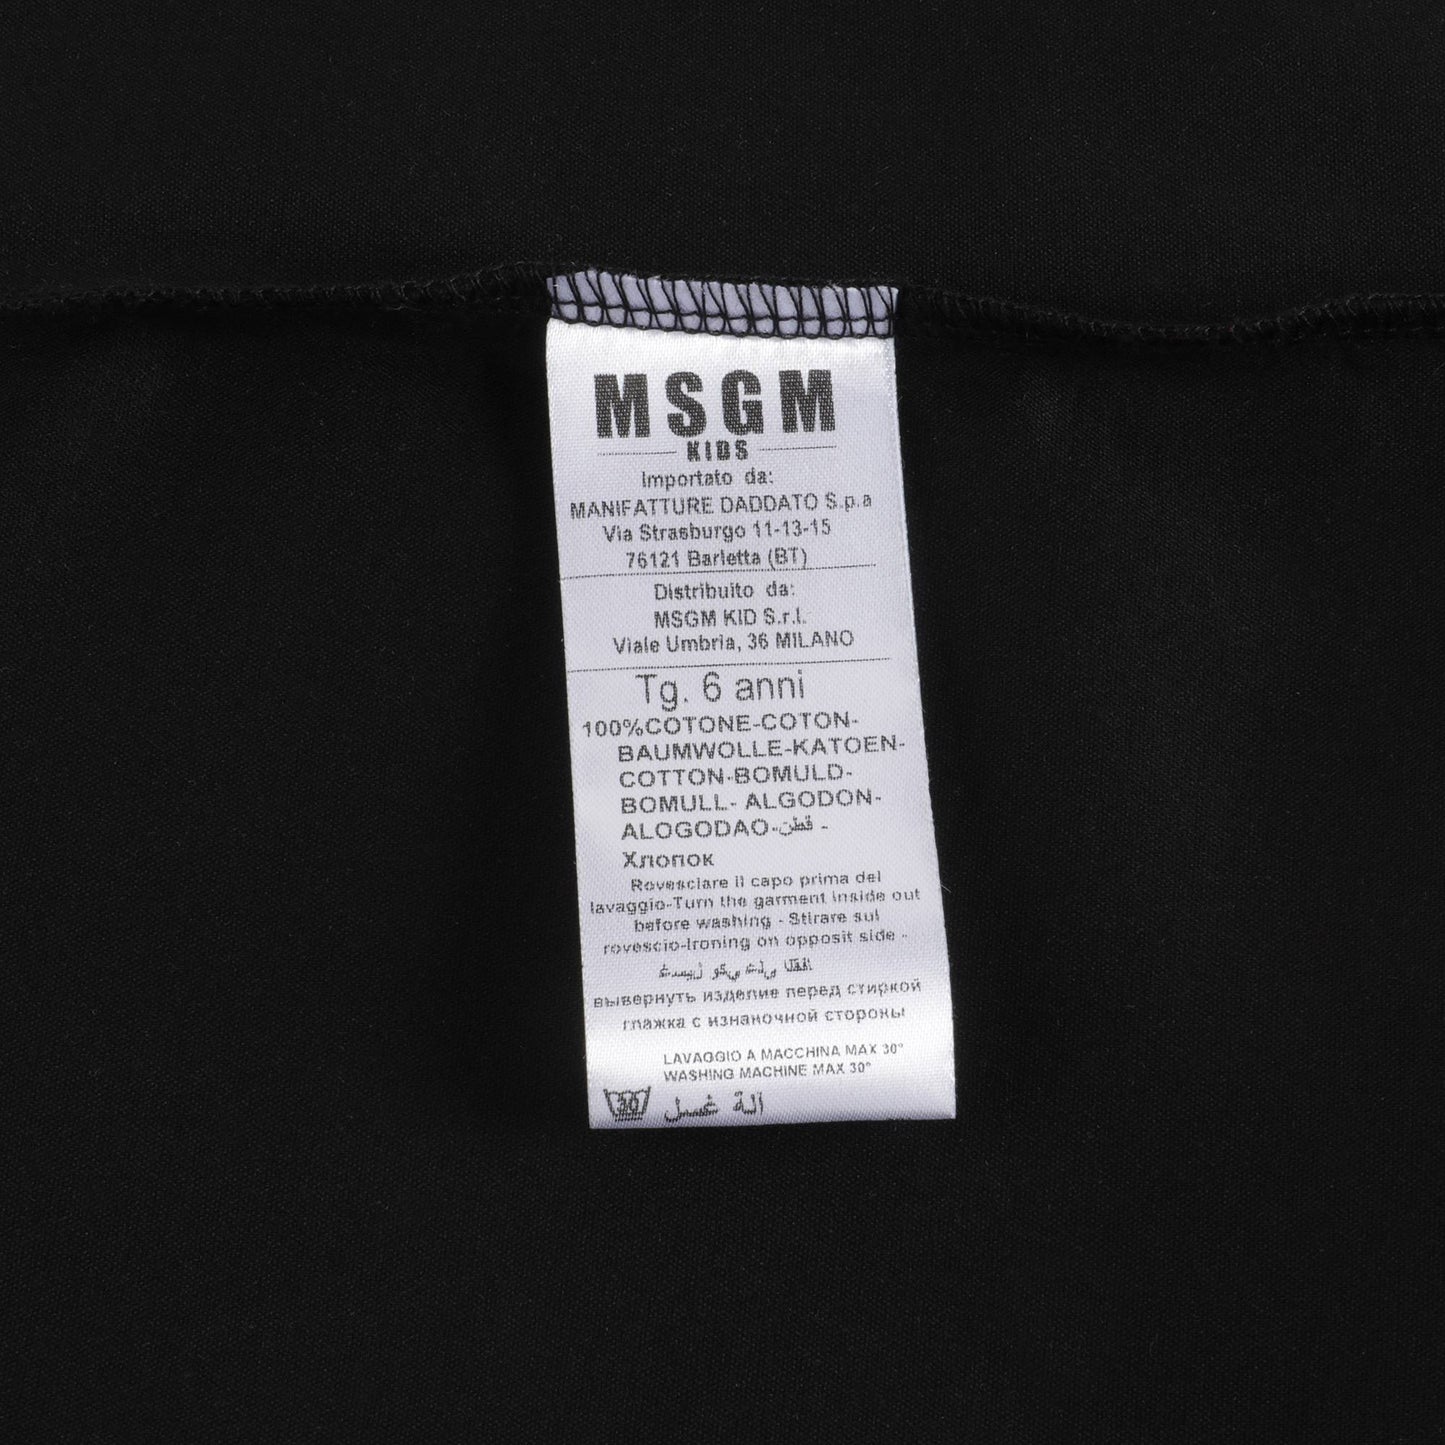 MSGM
KIDS
Importato da:
MANIFATTURE DADDATO S.p.a
Via Strasburgo 11-13-15
76121 Barletta (BT)
Distribuito da:
MSGM KID S.r.l.
Viale Umbria, 36 MILANO
Tg. 6 anni
100%COTONE-COTON-
BAUMWOLLE-KATOEN-
COTTON-BOMULD-
BOMULL- ALGODON-
ALOGODAO-قطن -
Хлопок
Rovesciare il capo prima del
lavaggio-Turn the garment inside out
before washing - Stirare sul
rovescio-Ironing on opposit side -
вывернуть изделие перед стиркой
глажка с изнаночной стороны
LAVAGGIO A MACCHINA MAX 30°
WASHING MACHINE MAX 30°
30 الة غسل